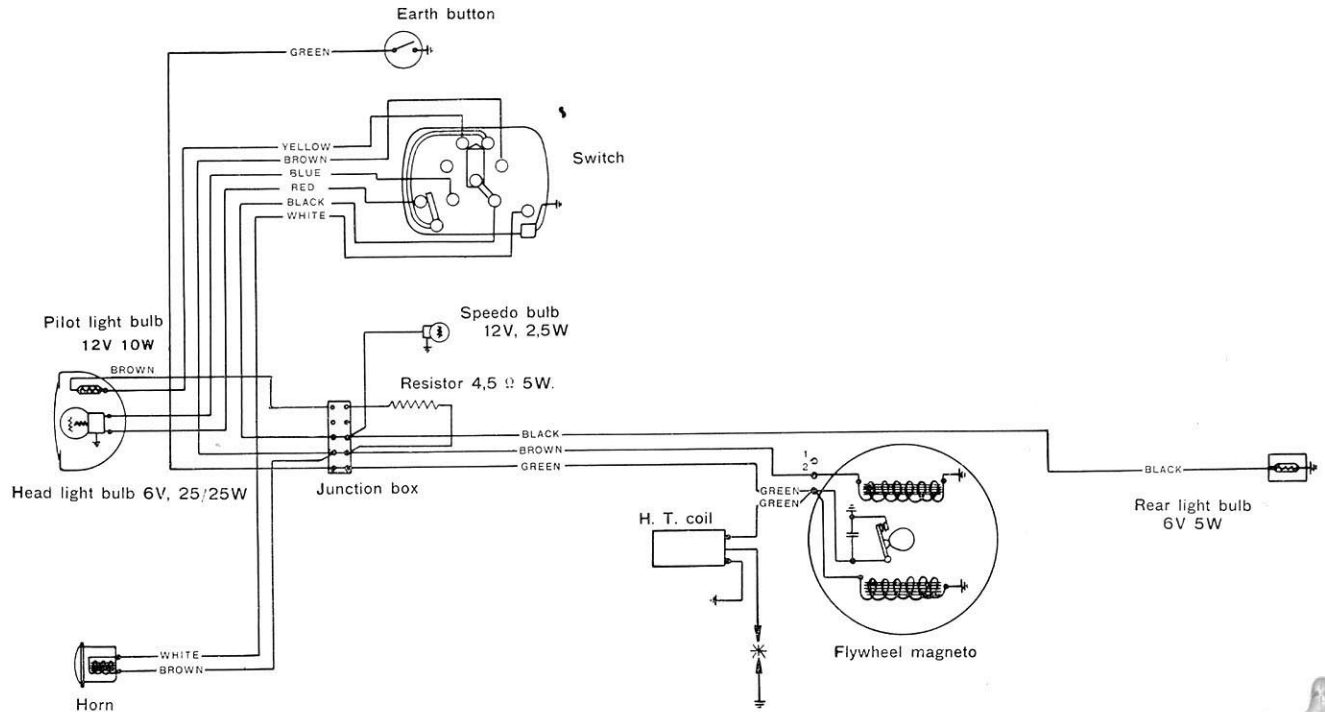 Earth button
GREEN
Switch
YELLOW
BROWN
BLUE
RED
BLACK
WHITE
Speedo bulb
12V, 2,5W
Pilot light bulb
12V 10W
BROWN
Resistor 4,5 Ω 5W.
BLACK
BROWN
GREEN
1
2
GREEN
GREEN
BLACK
Head light bulb 6V, 25/25W
Junction box
Rear light bulb
6V 5W
H. T. coil
Flywheel magneto
WHITE
BROWN
Horn